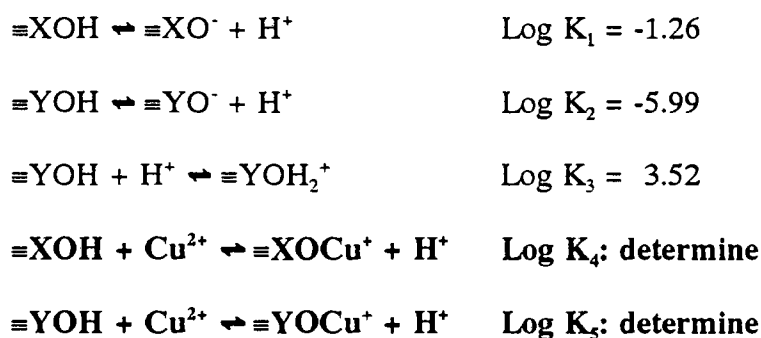 ≡XOH ⇌ ≡XO⁻ + H⁺ Log K₁ = -1.26
≡YOH ⇌ ≡YO⁻ + H⁺ Log K₂ = -5.99
≡YOH + H⁺ ⇌ ≡YOH₂⁺ Log K₃ = 3.52
≡XOH + Cu²⁺ ⇌ ≡XOCu⁺ + H⁺ Log K₄: determine
≡YOH + Cu²⁺ ⇌ ≡YOCu⁺ + H⁺ Log K₅: determine